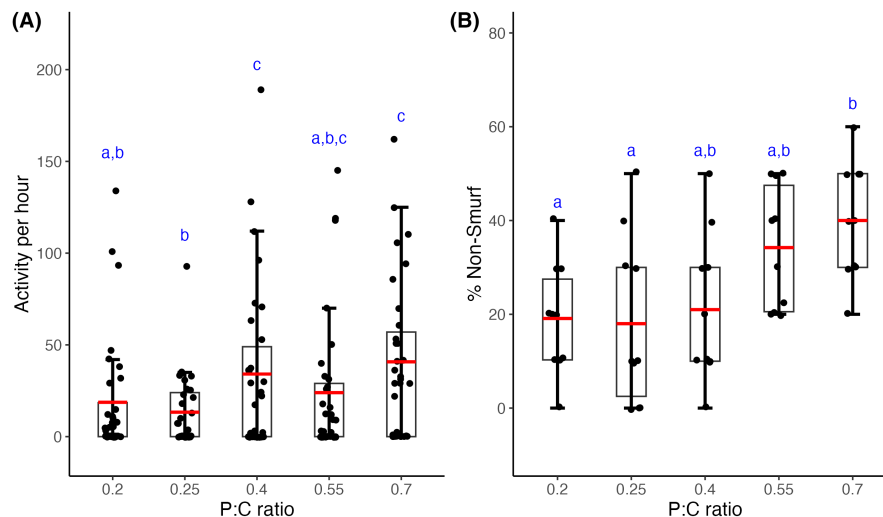 (A)
Activity per hour
200
150
100
50
0
a,b
b
c
a,b,c
c
0.2 0.25 0.4 0.55 0.7
P:C ratio
(B)
% Non-Smurf
80
60
40
20
0
a
a
a,b
a,b
b
0.2 0.25 0.4 0.55 0.7
P:C ratio